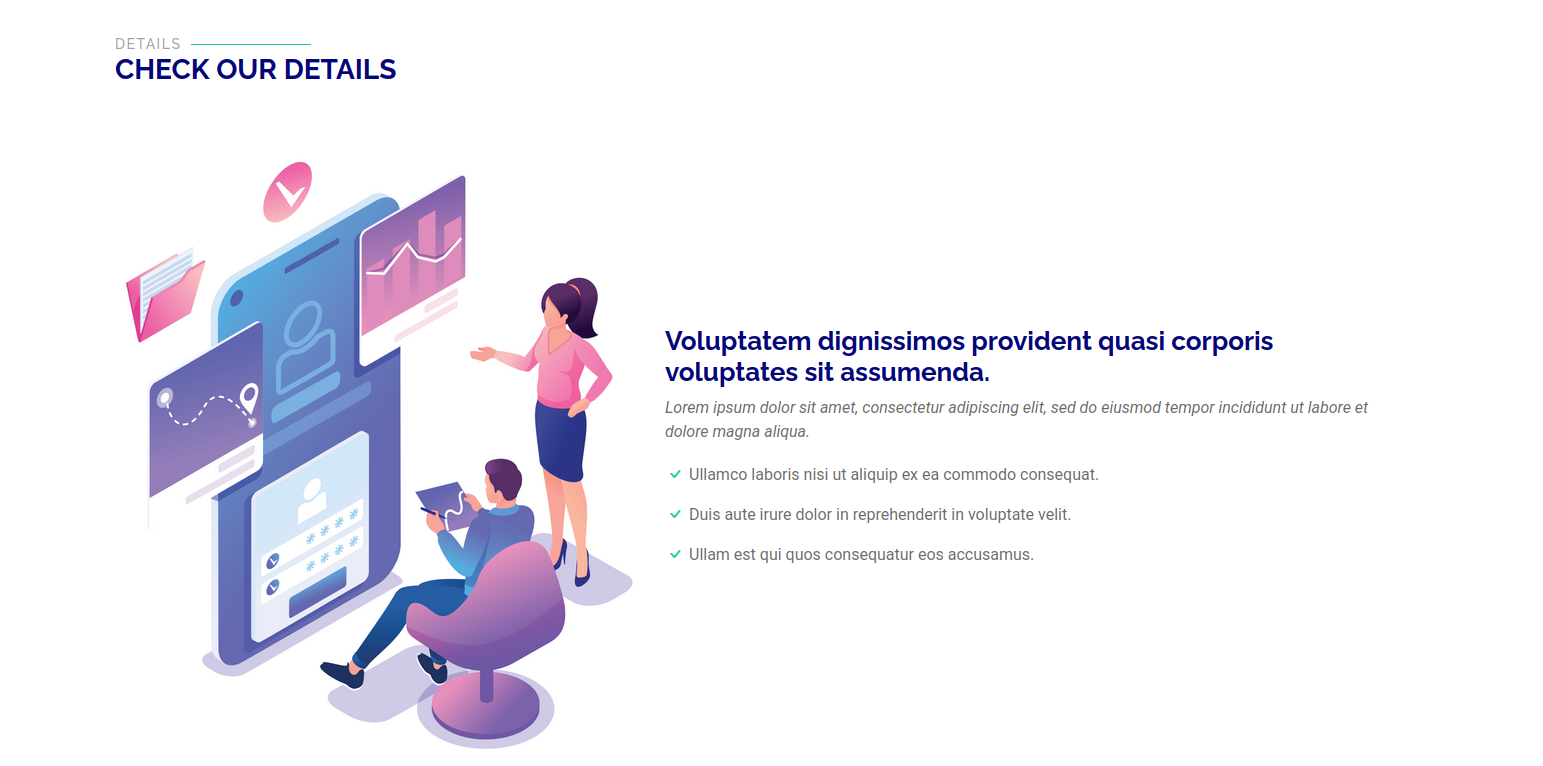 DETAILS
CHECK OUR DETAILS
Voluptatem dignissimos provident quasi corporis
voluptates sit assumenda.
Lorem ipsum dolor sit amet, consectetur adipiscing elit, sed do eiusmod tempor incididunt ut labore et
dolore magna aliqua.
Ullamco laboris nisi ut aliquip ex ea commodo consequat.
Duis aute irure dolor in reprehenderit in voluptate velit.
Ullam est qui quos consequatur eos accusamus.